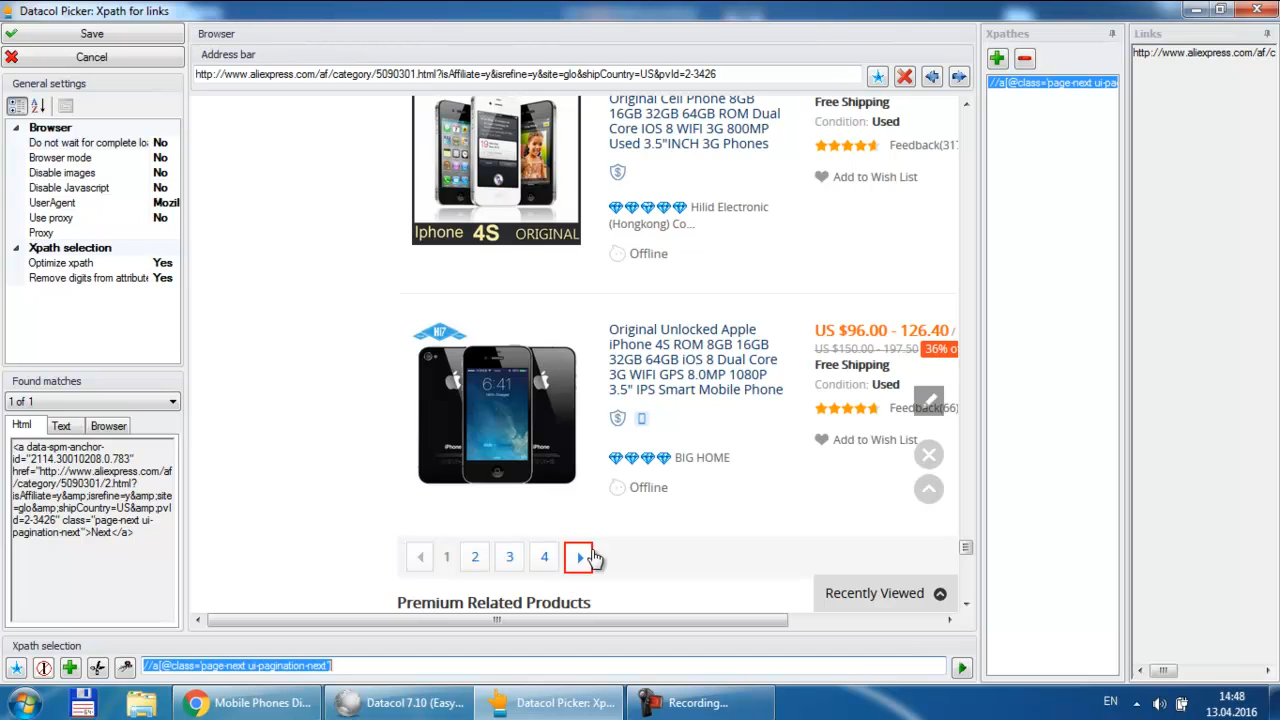 Datacol Picker: Xpath for links
Save
Cancel
General settings
Browser
Do not wait for complete loa
No
Browser mode
No
Disable images
No
Disable Javascript
No
UserAgent
Mozil
Use proxy
No
Proxy
Xpath selection
Optimize xpath
Yes
Remove digits from attribute
Yes
Found matches
1 of 1
Html
Text
Browser
<a data-spm-anchor-
id="2114.30010208.0.783"
href="http://www.aliexpress.com/af
/category/5090301/2.html?
isAffiliate=y&amp;isrefine=y&amp;site
=glo&amp;shipCountry=US&amp;pvI
d=2-3426" class="page-next ui-
pagination-next">Next</a>
Browser
Address bar
http://www.aliexpress.com/af/category/5090301.html?isAffiliate=y&isrefine=y&site=glo&shipCountry=US&pvId=2-3426
Iphone 4S ORIGINAL
Original Cell Phone 8GB
16GB 32GB 64GB ROM Dual
Core IOS 8 WIFI 3G 800MP
Used 3.5"INCH 3G Phones
Hilid Electronic
(Hongkong) Co...
Offline
Free Shipping
Condition: Used
Feedback(317
Add to Wish List
Hi7
6:41
iPhone
iPhone
Original Unlocked Apple
iPhone 4S ROM 8GB 16GB
32GB 64GB iOS 8 Dual Core
3G WIFI GPS 8.0MP 1080P
3.5" IPS Smart Mobile Phone
BIG HOME
Offline
US $96.00 - 126.40 /
US $150.00 - 197.50 36% o
Free Shipping
Condition: Used
Feedback(66)
Add to Wish List
1 2 3 4
Premium Related Products
Recently Viewed
Xpath selection
//a[@class='page-next ui-pagination-next']
Xpathes
//a[@class='page-next ui-pa
Links
http://www.aliexpress.com/af/c
Mobile Phones Di...
Datacol 7.10 (Easy...
Datacol Picker: Xp...
Recording...
EN
14:48
13.04.2016